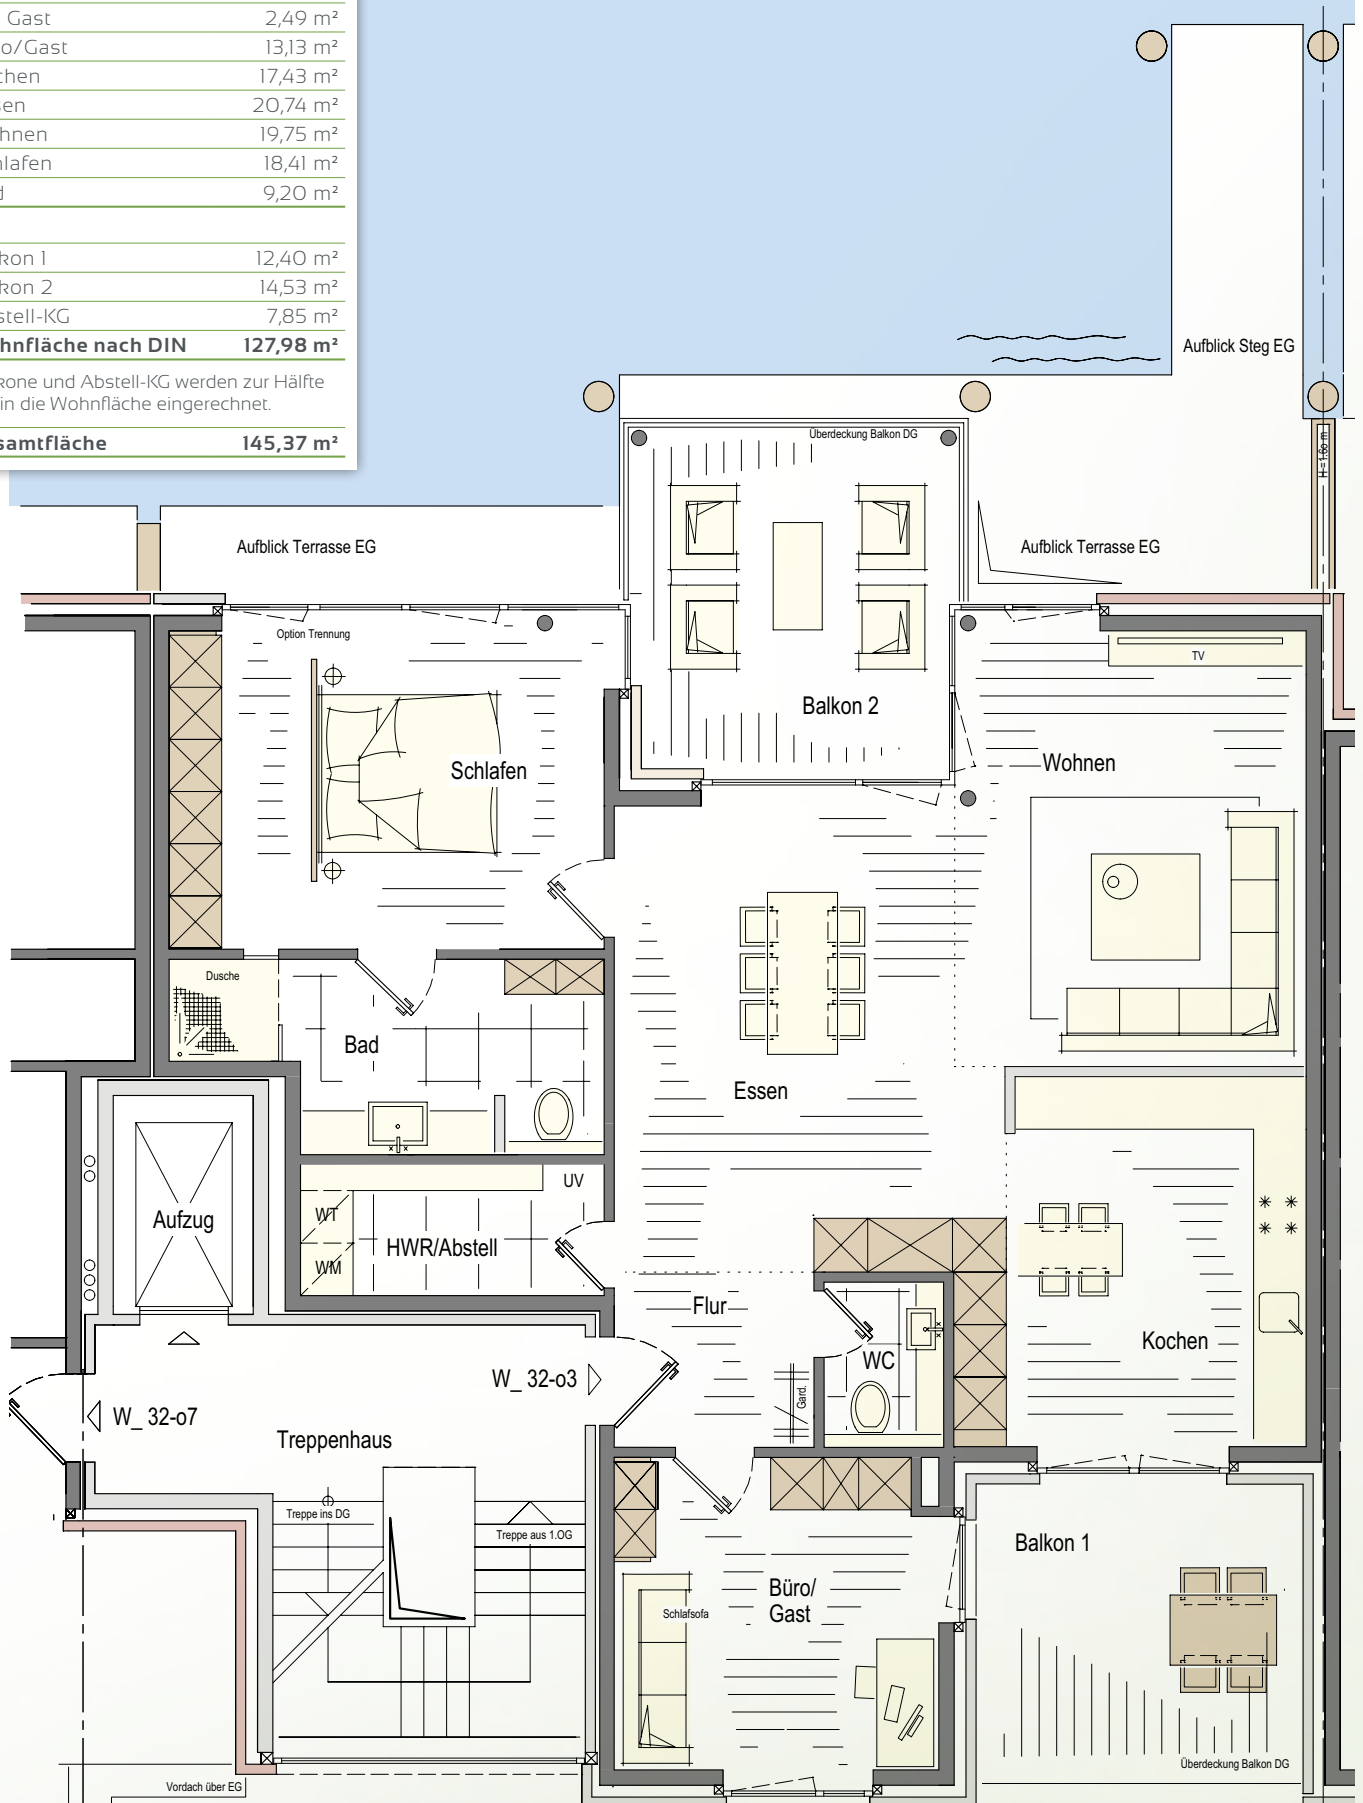 Gast 2,49 m²
o/Gast 13,13 m²
chen 17,43 m²
sen 20,74 m²
hnen 19,75 m²
nlafen 18,41 m²
d 9,20 m²
kon 1 12,40 m²
kon 2 14,53 m²
stell-KG 7,85 m²
hnfläche nach DIN 127,98 m²
kone und Abstell-KG werden zur Hälfte
in die Wohnfläche eingerechnet.
samtfläche 145,37 m²
Aufblick Steg EG
Überdeckung Balkon DG
H=1.60 m
Aufblick Terrasse EG
Aufblick Terrasse EG
Option Trennung
TV
Balkon 2
Wohnen
Schlafen
Dusche
Bad
Essen
UV
WT
Aufzug
HWR/Abstell
WM
Flur
Kochen
WC
W_ 32-o3
Gard.
W_ 32-o7
Treppenhaus
Treppe ins DG
Treppe aus 1.OG
Balkon 1
Büro/
Gast
Schlafsofa
Überdeckung Balkon DG
Vordach über EG